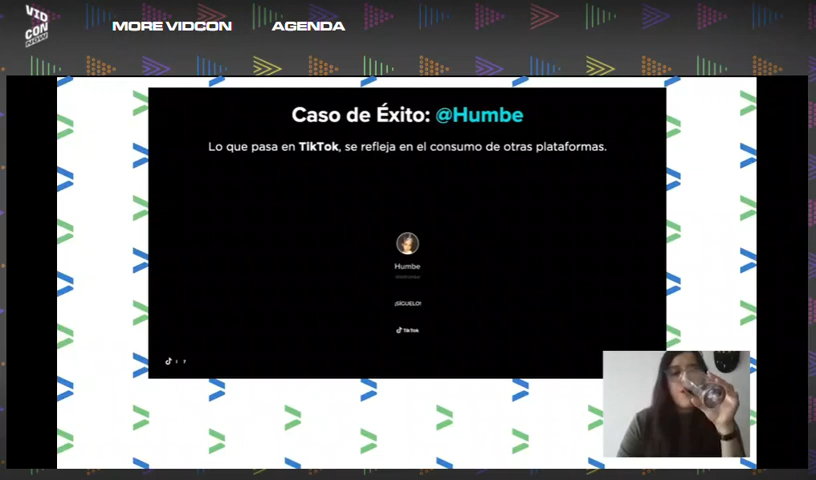 VID
CON
NOW
MORE VIDCON
AGENDA
Caso de Éxito: @Humbe
Lo que pasa en TikTok, se refleja en el consumo de otras plataformas.
Humbe
¡SÍGUELO!
TikTok